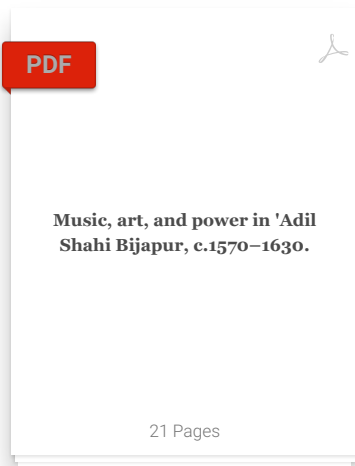 PDF
Music, art, and power in 'Adil
Shahi Bijapur, c.1570–1630.
21 Pages